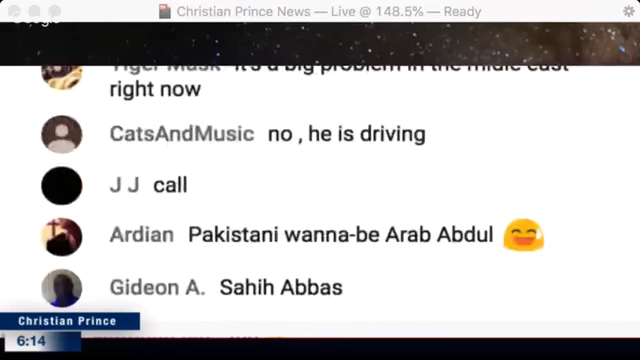 Christian Prince News — Live @ 148.5% — Ready
Google
Tiger Mask It's a big problem in the midle east
right now
CatsAndMusic no , he is driving
J J call
Ardian Pakistani wanna-be Arab Abdul 😅
Gideon A. Sahih Abbas
Christian Prince
6:14